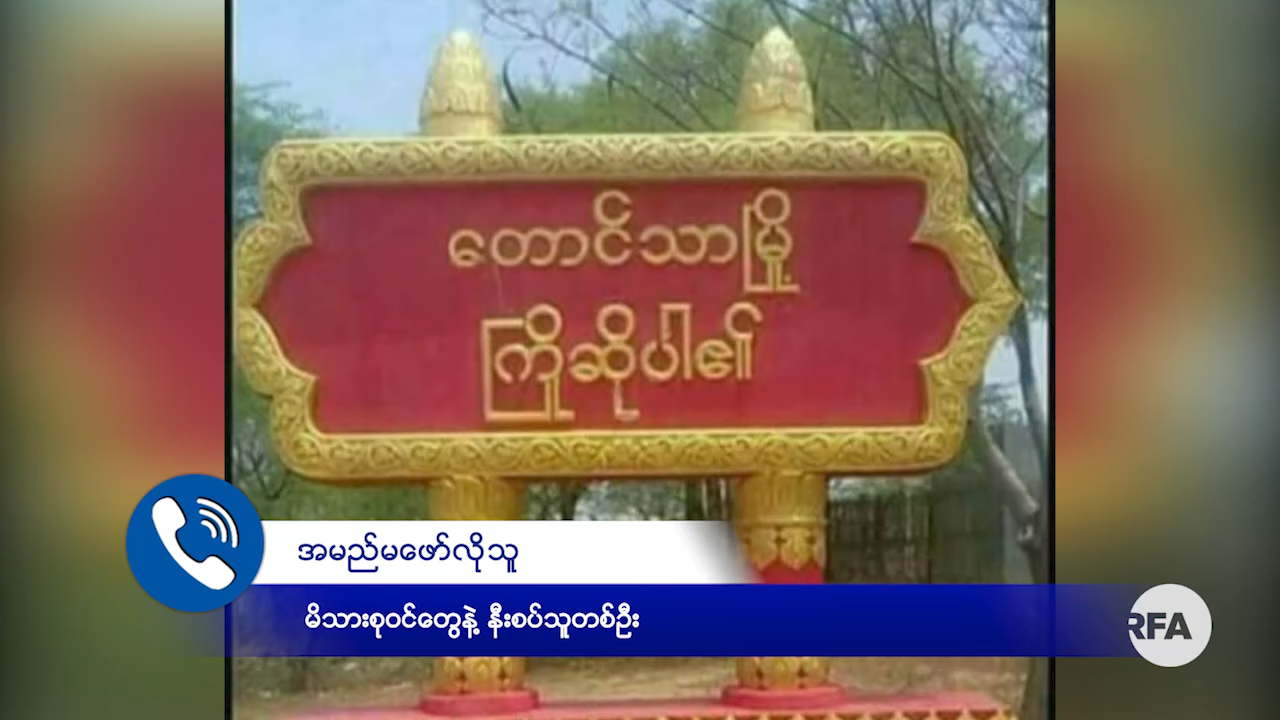 တောင်သာမြို့
ကြိုဆိုပါ၏
အမည်မဖော်လိုသူ
မိသားစုဝင်တွေနဲ့ နီးစပ်သူတစ်ဦး
RFA